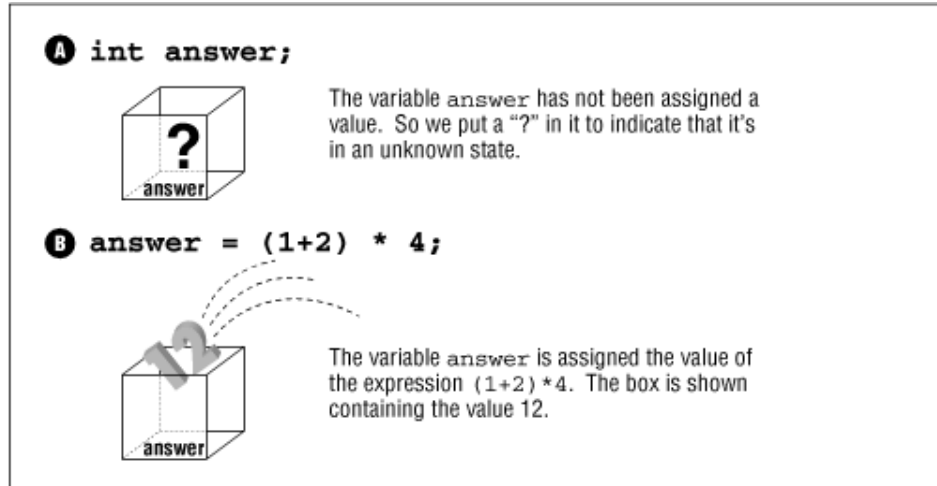 A int answer;
?
answer
The variable answer has not been assigned a
value. So we put a “?” in it to indicate that it's
in an unknown state.
B answer = (1+2) * 4;
12
answer
The variable answer is assigned the value of
the expression (1+2)*4. The box is shown
containing the value 12.